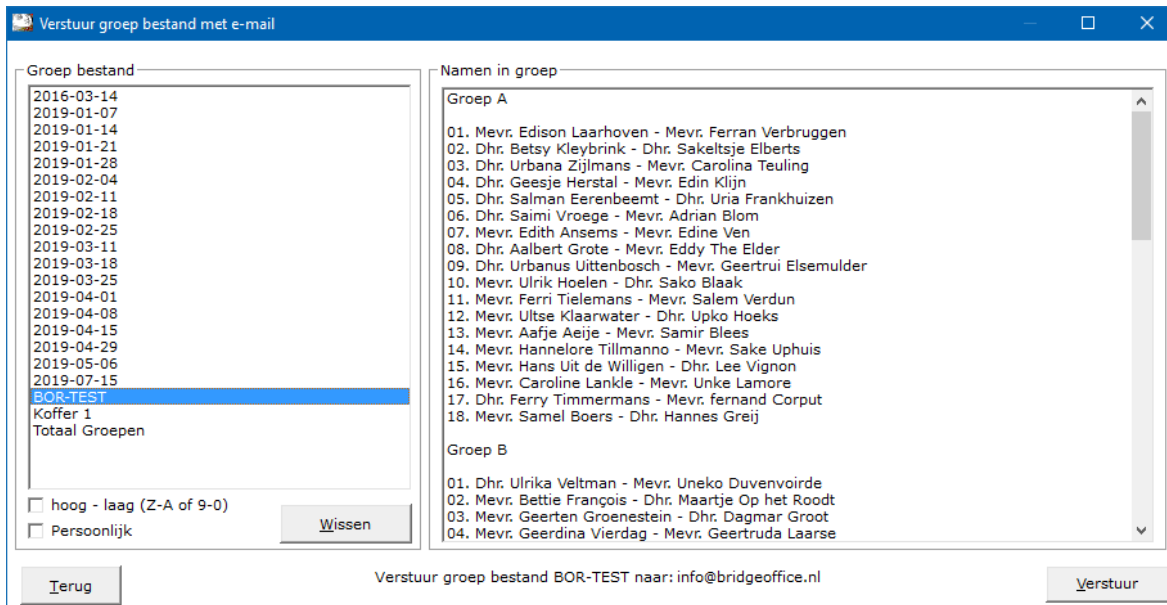 Verstuur groep bestand met e-mail
Groep bestand
2016-03-14
2019-01-07
2019-01-14
2019-01-21
2019-01-28
2019-02-04
2019-02-11
2019-02-18
2019-02-25
2019-03-11
2019-03-18
2019-03-25
2019-04-01
2019-04-08
2019-04-15
2019-04-29
2019-05-06
2019-07-15
BOR-TEST
Koffer 1
Totaal Groepen
hoog - laag (Z-A of 9-0)
Persoonlijk
Wissen
Namen in groep
Groep A
01. Mevr. Edison Laarhoven - Mevr. Ferran Verbruggen
02. Dhr. Betsy Kleybrink - Dhr. Sakeltsje Elberts
03. Dhr. Urbana Zijlmans - Mevr. Carolina Teuling
04. Dhr. Geesje Herstal - Mevr. Edin Klijn
05. Dhr. Salman Eerenbeemt - Dhr. Uria Frankhuizen
06. Dhr. Saimi Vroege - Mevr. Adrian Blom
07. Mevr. Edith Ansems - Mevr. Edine Ven
08. Dhr. Aalbert Grote - Mevr. Eddy The Elder
09. Dhr. Urbanus Uittenbosch - Mevr. Geertrui Elsemulder
10. Mevr. Ulrik Hoelen - Dhr. Sako Blaak
11. Mevr. Ferri Tielemans - Mevr. Salem Verdun
12. Mevr. Ultse Klaarwater - Dhr. Upko Hoeks
13. Mevr. Aafje Aeije - Mevr. Samir Blees
14. Mevr. Hannelore Tillmanno - Mevr. Sake Uphuis
15. Mevr. Hans Uit de Willigen - Dhr. Lee Vignon
16. Mevr. Caroline Lankle - Mevr. Unke Lamore
17. Dhr. Ferry Timmermans - Mevr. fernand Corput
18. Mevr. Samel Boers - Dhr. Hannes Greij
Groep B
01. Dhr. Ulrika Veltman - Mevr. Uneko Duvenvoirde
02. Mevr. Bettie François - Dhr. Maartje Op het Roodt
03. Mevr. Geerten Groenestein - Dhr. Dagmar Groot
04. Mevr. Geerdina Vierdag - Mevr. Geertruda Laarse
Terug
Verstuur groep bestand BOR-TEST naar: info@bridgeoffice.nl
Verstuur